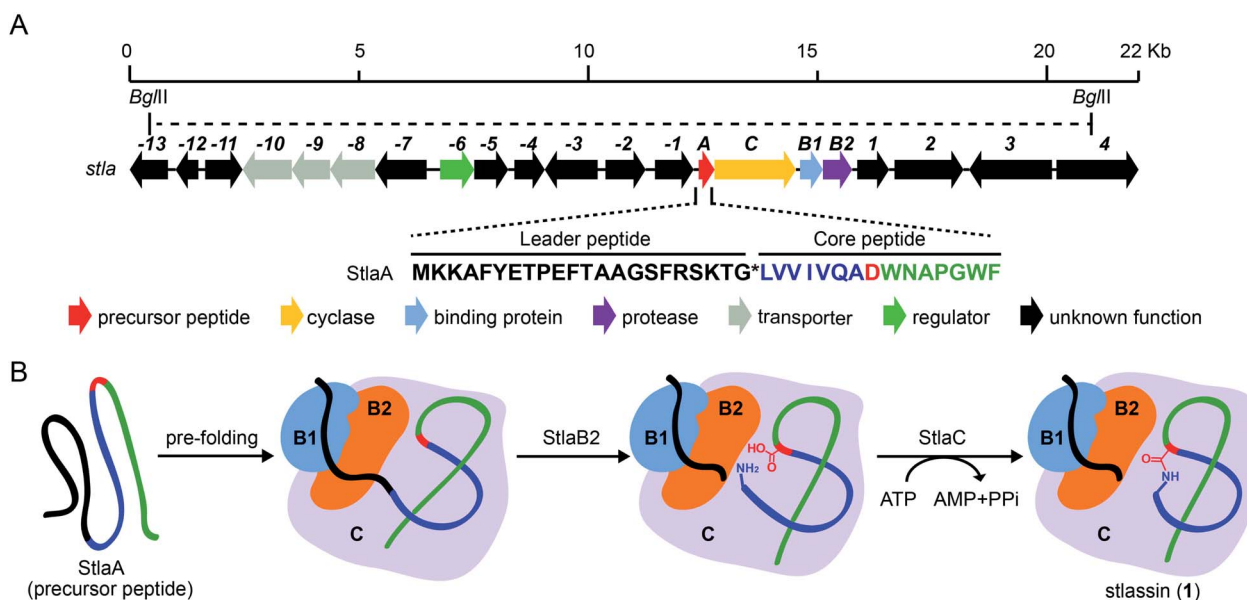 A
0 5 10 15 20 22 Kb
BglII BglII
-13 -12 -11 -10 -9 -8 -7 -6 -5 -4 -3 -2 -1 A C B1 B2 1 2 3 4
stla
Leader peptide Core peptide
StlaA MKKAFYETPEFTAAGSFRSKTG*LVVIVQADWNAPGWF
precursor peptide cyclase binding protein protease transporter regulator unknown function
B
B1 B2 C
B1 B2 C
B1 B2 C
pre-folding StlaB2 StlaC
HO O NH₂
O NH
ATP AMP+PPi
StlaA
(precursor peptide)
stlassin (1)